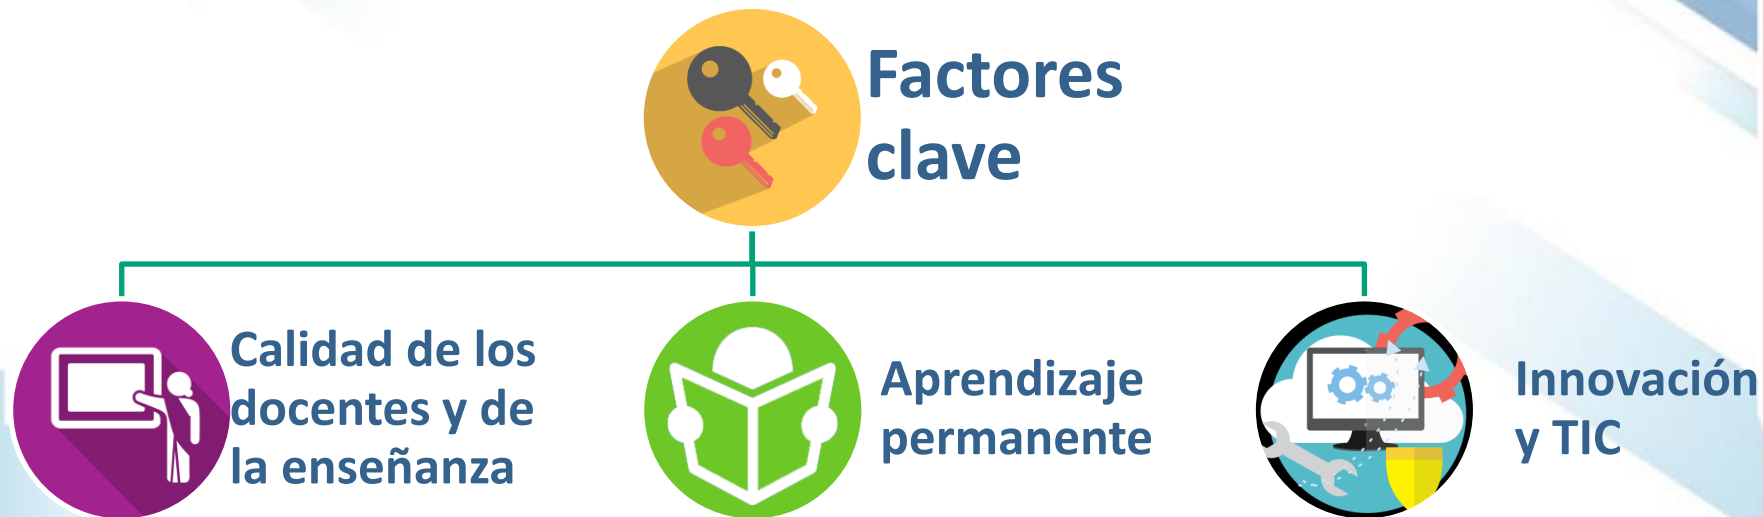 Factores
clave
Calidad de los
docentes y de
la enseñanza
Aprendizaje
permanente
Innovación
y TIC